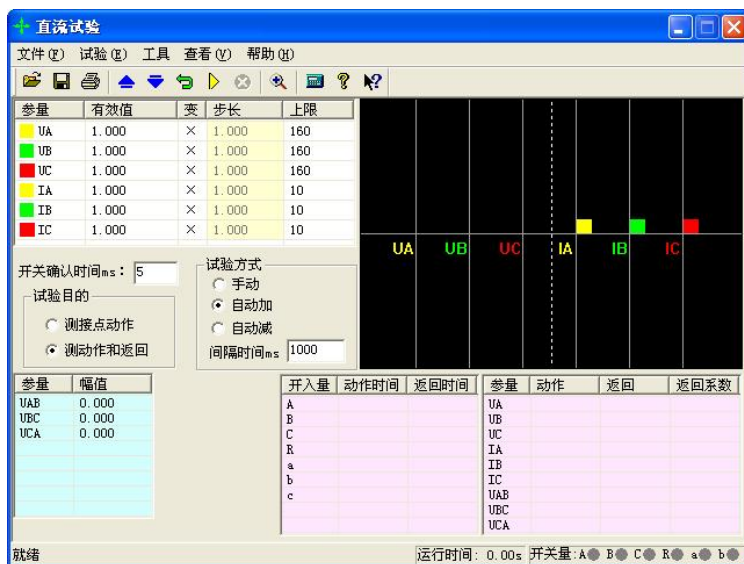 直流试验
文件(F) 试验(E) 工具 查看(V) 帮助(H)
参量 有效值 变 步长 上限
UA 1.000 × 1.000 160
UB 1.000 × 1.000 160
UC 1.000 × 1.000 160
IA 1.000 × 1.000 10
IB 1.000 × 1.000 10
IC 1.000 × 1.000 10
UA UB UC IA IB IC
开关确认时间ms: 5
试验目的
测接点动作
测动作和返回
试验方式
手动
自动加
自动减
间隔时间ms 1000
参量 幅值
UAB 0.000
UBC 0.000
UCA 0.000
开入量 动作时间 返回时间
A
B
C
R
a
b
c
参量 动作 返回 返回系数
UA
UB
UC
IA
IB
IC
UAB
UBC
UCA
就绪 运行时间: 0.00s 开关量:A B C R a b